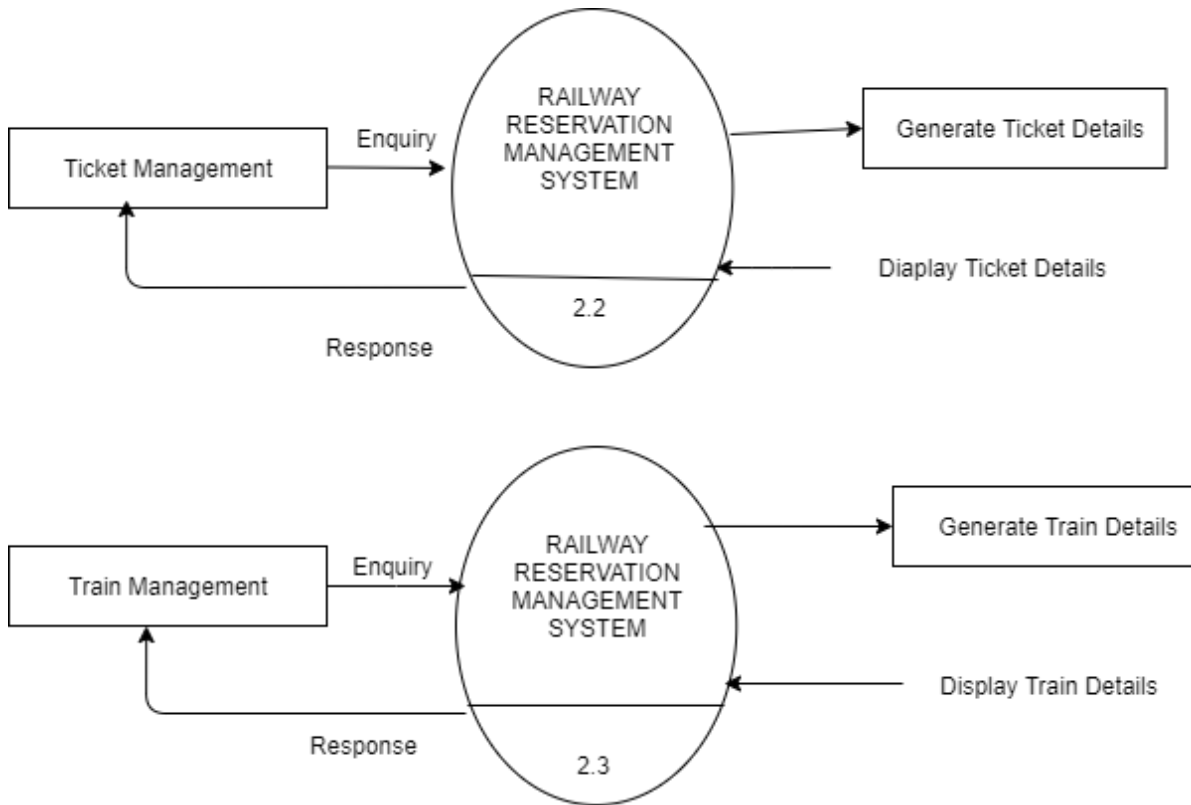 RAILWAY
RESERVATION
MANAGEMENT
SYSTEM
Enquiry
Generate Ticket Details
Ticket Management
Diaplay Ticket Details
2.2
Response
RAILWAY
RESERVATION
MANAGEMENT
SYSTEM
Enquiry
Generate Train Details
Train Management
Display Train Details
Response
2.3